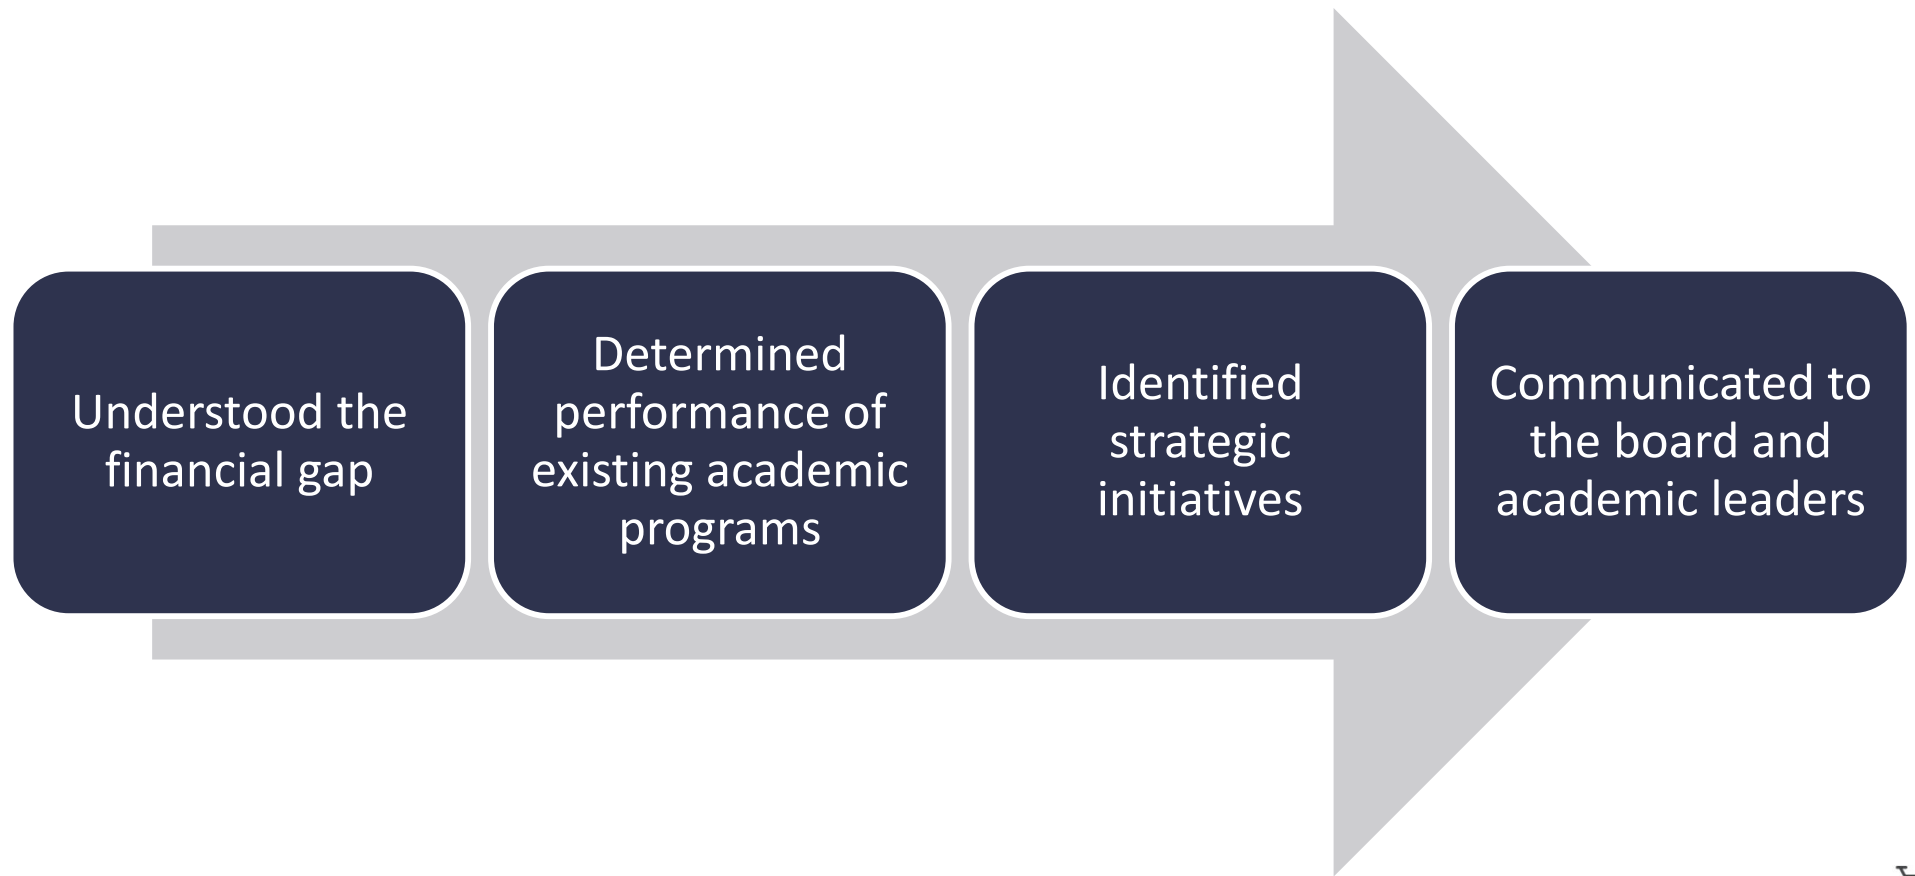 Understood the
financial gap
Determined
performance of
existing academic
programs
Identified
strategic
initiatives
Communicated to
the board and
academic leaders